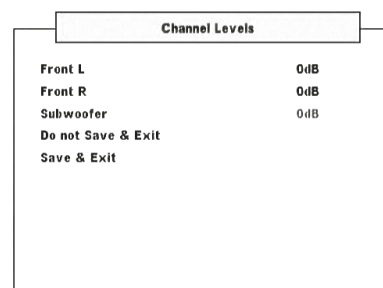 Channel Levels
Front L 0dB
Front R 0dB
Subwoofer 0dB
Do not Save & Exit
Save & Exit